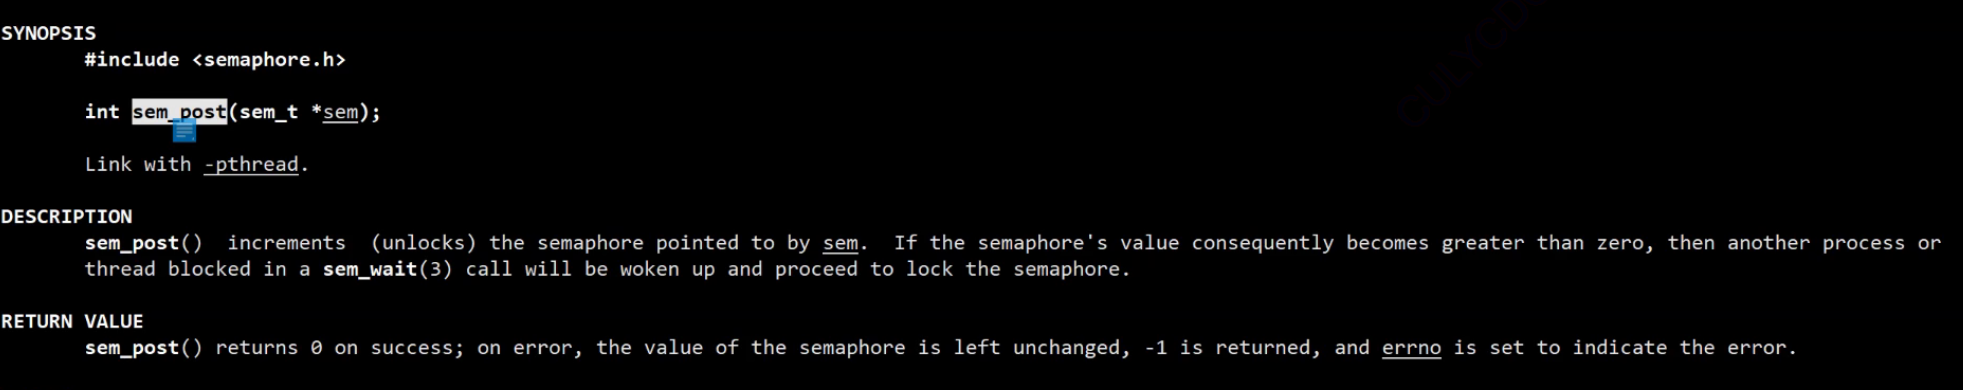 SYNOPSIS
#include <semaphore.h>
int sem_post(sem_t *sem);
Link with -pthread.
DESCRIPTION
sem_post() increments (unlocks) the semaphore pointed to by sem. If the semaphore's value consequently becomes greater than zero, then another process or
thread blocked in a sem_wait(3) call will be woken up and proceed to lock the semaphore.
RETURN VALUE
sem_post() returns 0 on success; on error, the value of the semaphore is left unchanged, -1 is returned, and errno is set to indicate the error.